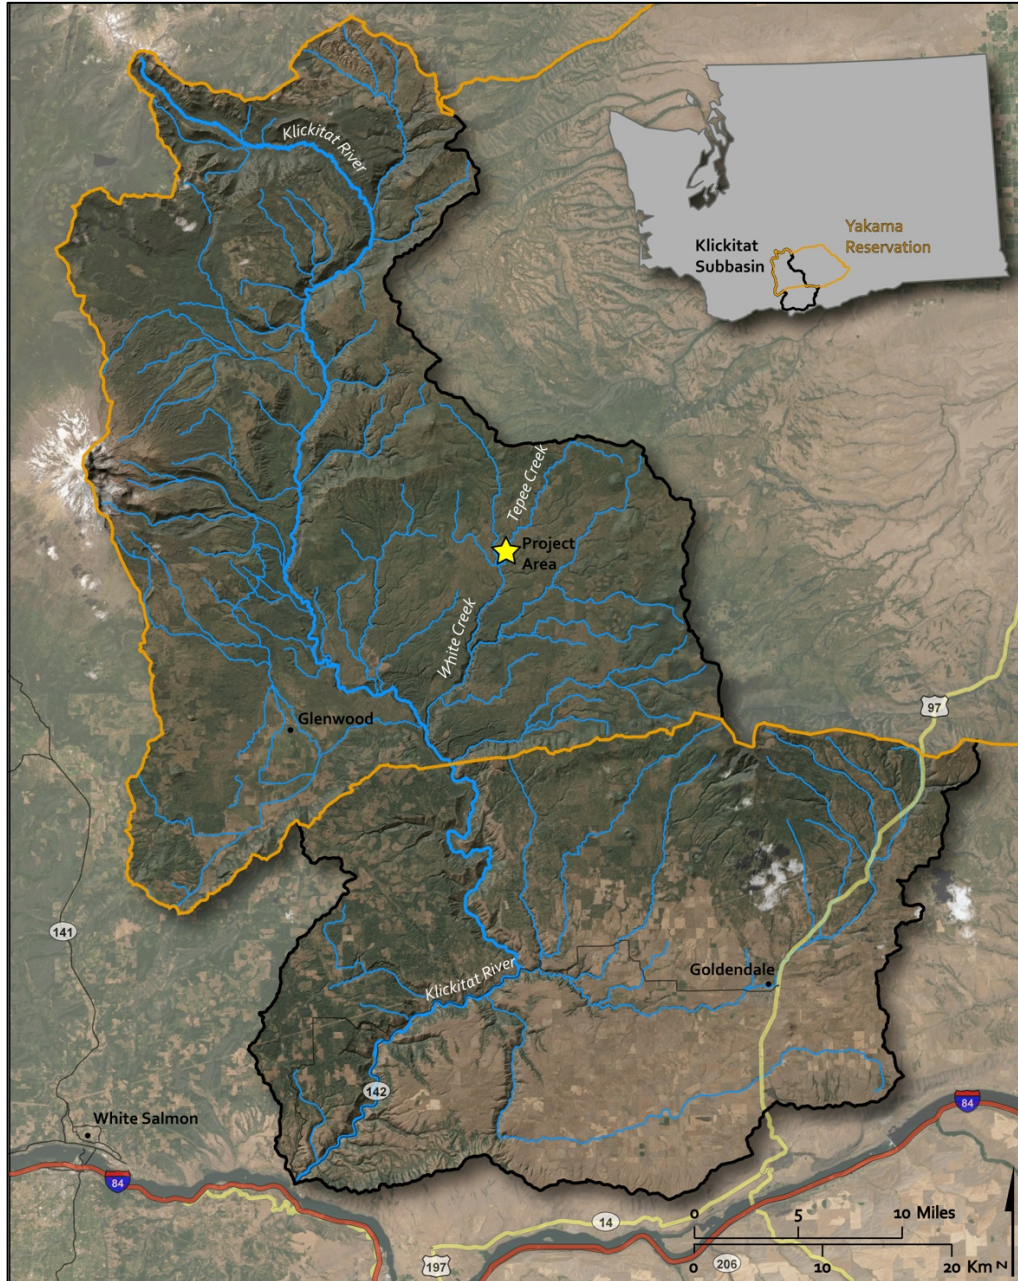 Klickitat River
Klickitat
Subbasin
Yakama
Reservation
Tepee Creek
Project
Area
White Creek
Glenwood
97
141
Klickitat River
Goldendale
142
White Salmon
84
84
14
197
206
0 5 10 Miles
0 10 20 Km
N